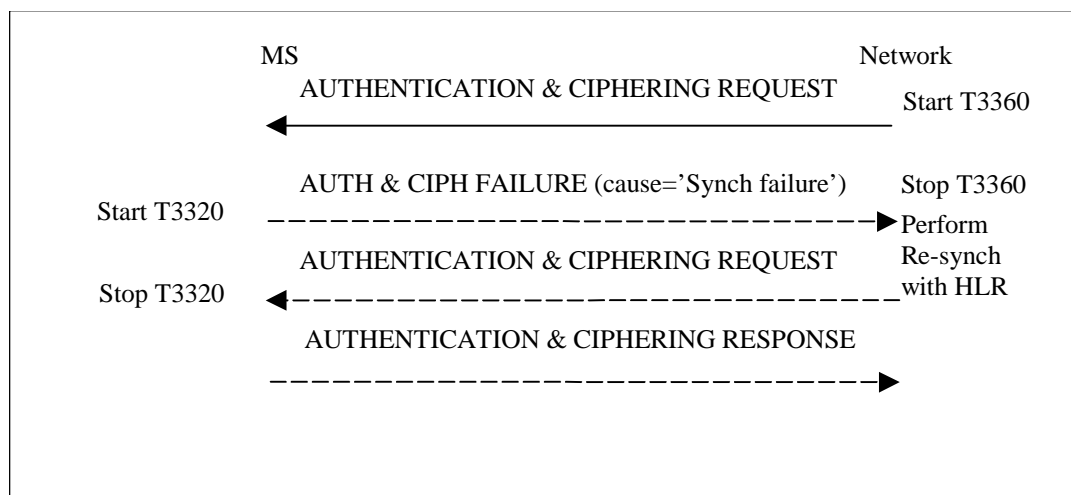 MS
Network
AUTHENTICATION & CIPHERING REQUEST
Start T3360
AUTH & CIPH FAILURE (cause='Synch failure')
Stop T3360
Start T3320
Perform
Re-synch
with HLR
AUTHENTICATION & CIPHERING REQUEST
Stop T3320
AUTHENTICATION & CIPHERING RESPONSE